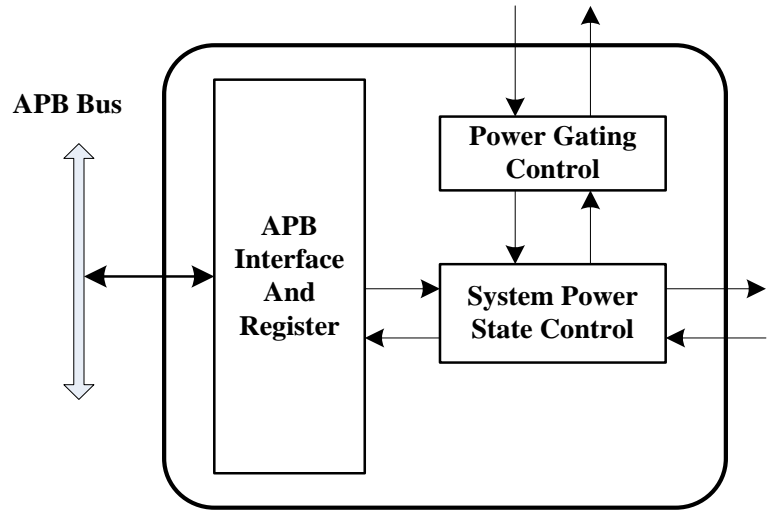 APB Bus
APB
Interface
And
Register
Power Gating
Control
System Power
State Control